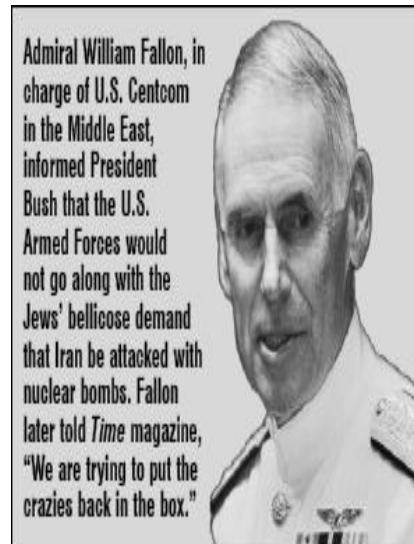 Admiral William Fallon, in
charge of U.S. Centcom
in the Middle East,
informed President
Bush that the U.S.
Armed Forces would
not go along with the
Jews’ bellicose demand
that Iran be attacked with
nuclear bombs. Fallon
later told Time magazine,
“We are trying to put the
crazies back in the box.”